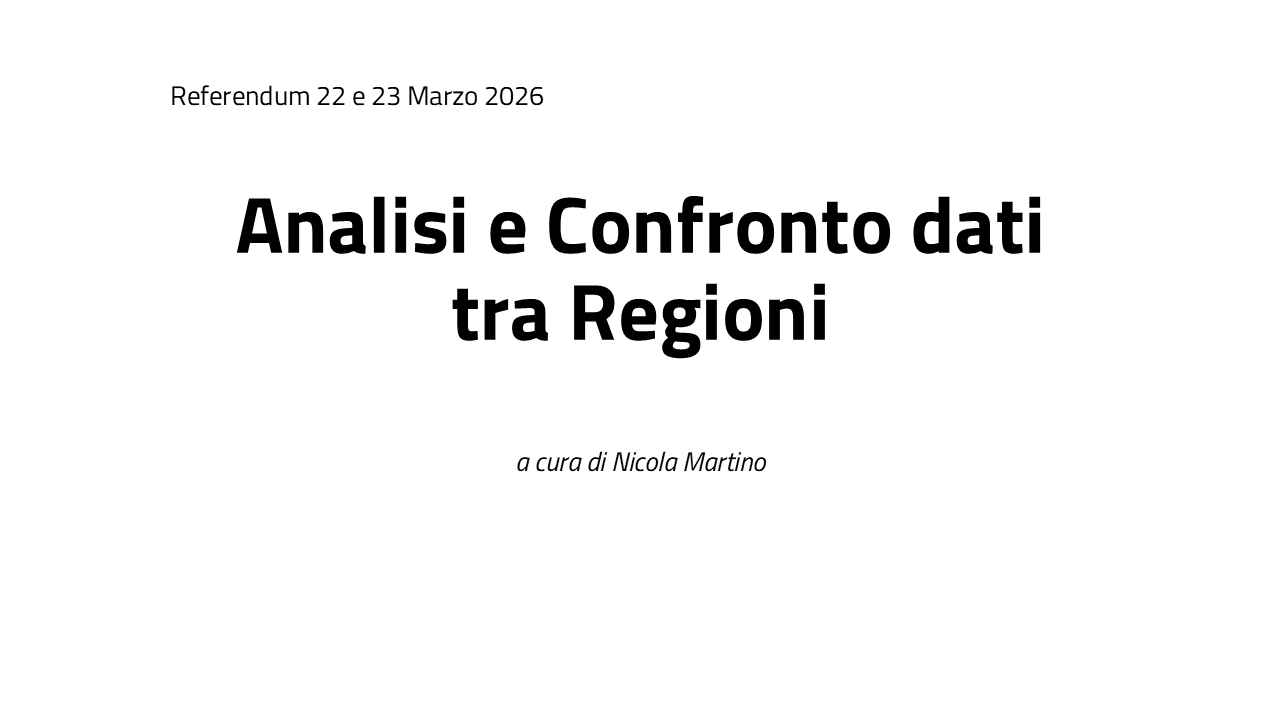 Referendum 22 e 23 Marzo 2026
Analisi e Confronto dati
tra Regioni
a cura di Nicola Martino